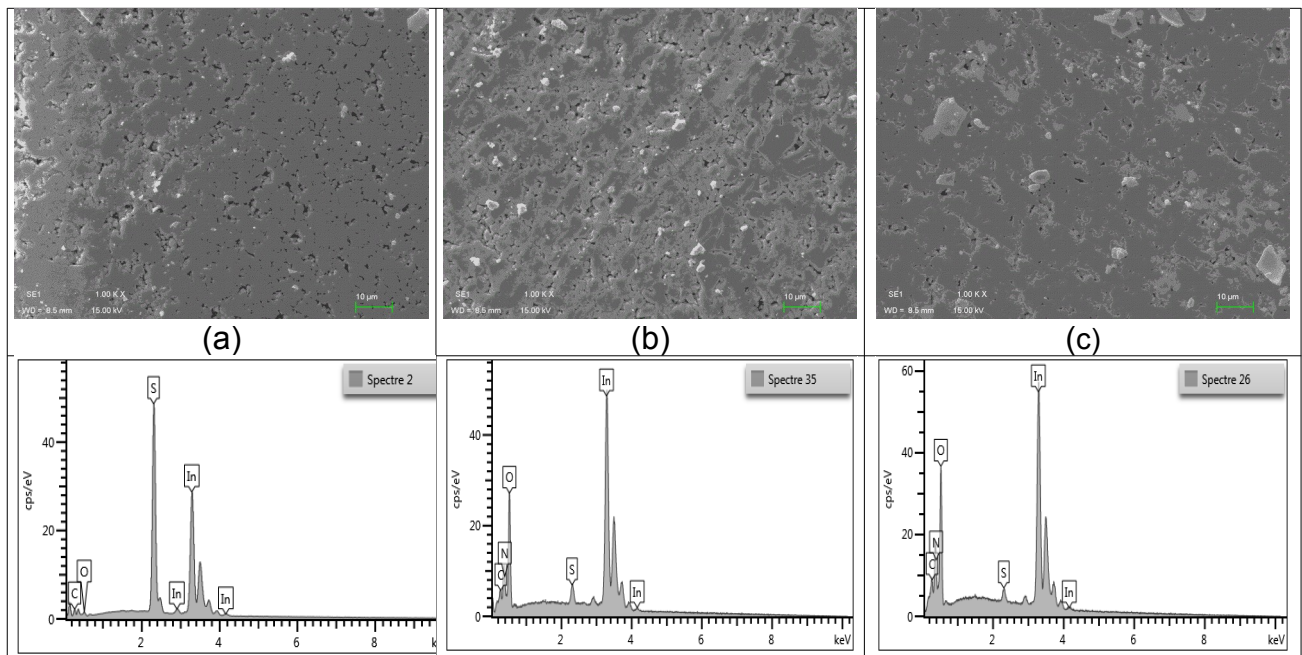 SE1 1.00 K X 10 µm
WD = 8.5 mm 15.00 kV
SE1 1.00 K X 10 µm
WD = 8.5 mm 15.00 kV
SE1 1.00 K X 10 µm
WD = 8.5 mm 15.00 kV
(a) (b) (c)
Spectre 2
S
In
O
C
In
In
cps/eV
40
20
0
2 4 6 8 ke
Spectre 35
In
O
N
C
S
In
cps/eV
40
20
0
2 4 6 8 keV
Spectre 26
In
O
N
C
S
In
cps/eV
60
40
20
0
2 4 6 8 keV